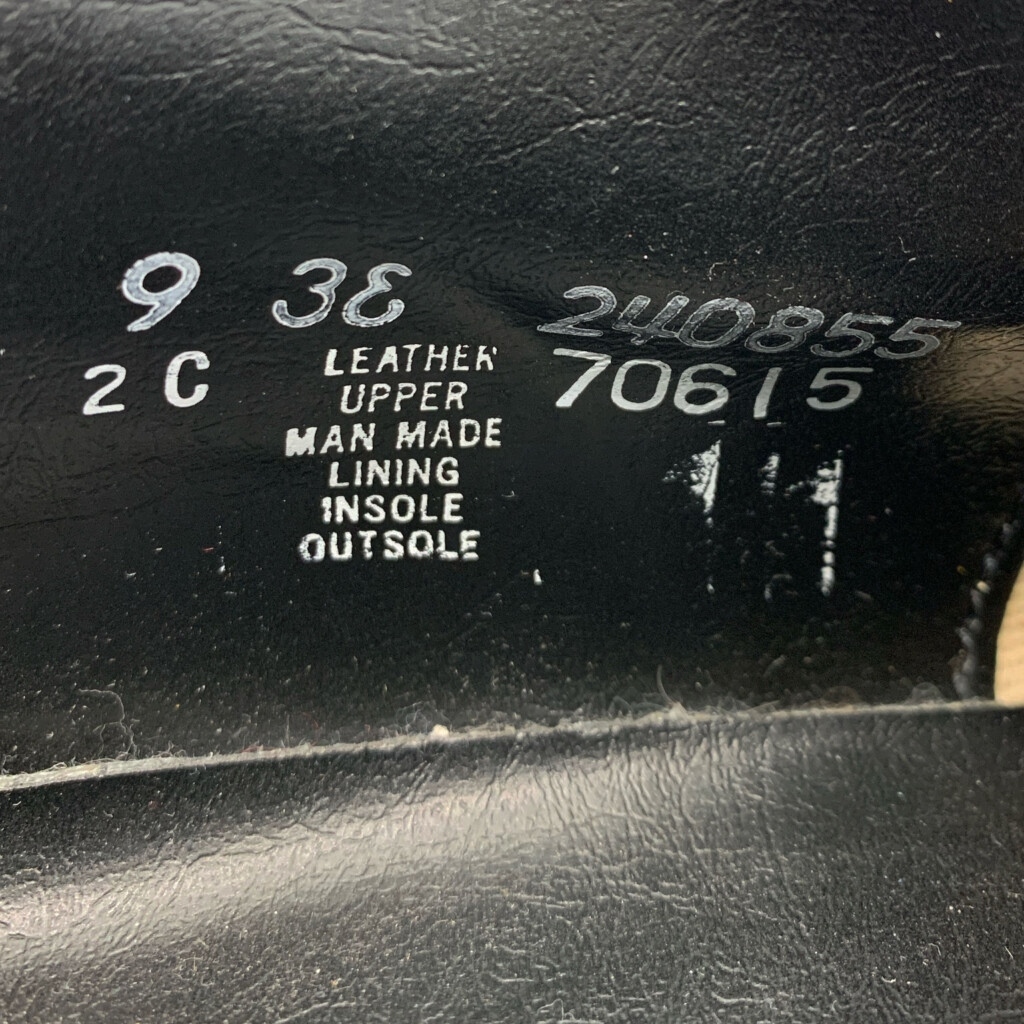 9 3E 240855
2 C 70615
LEATHER
UPPER
MAN MADE
LINING
INSOLE
OUTSOLE